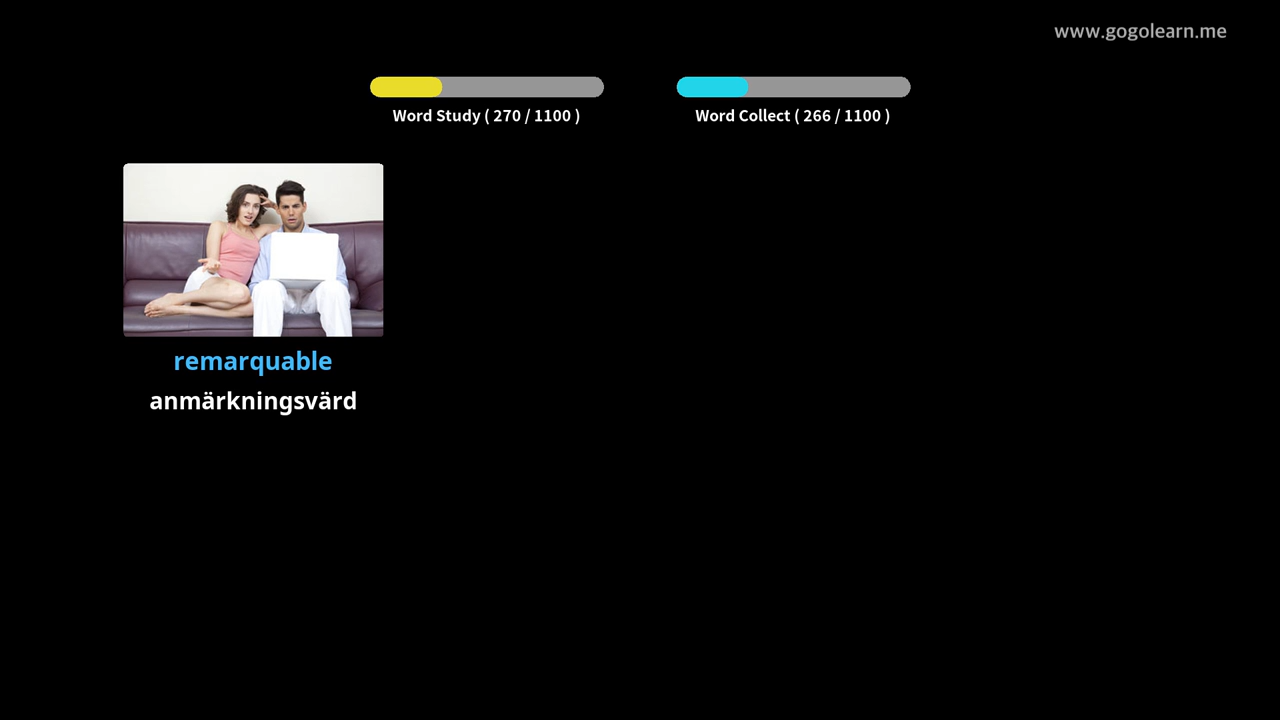 www.gogolearn.me
Word Study ( 270 / 1100 )
Word Collect ( 266 / 1100 )
remarquable
anmärkningsvärd